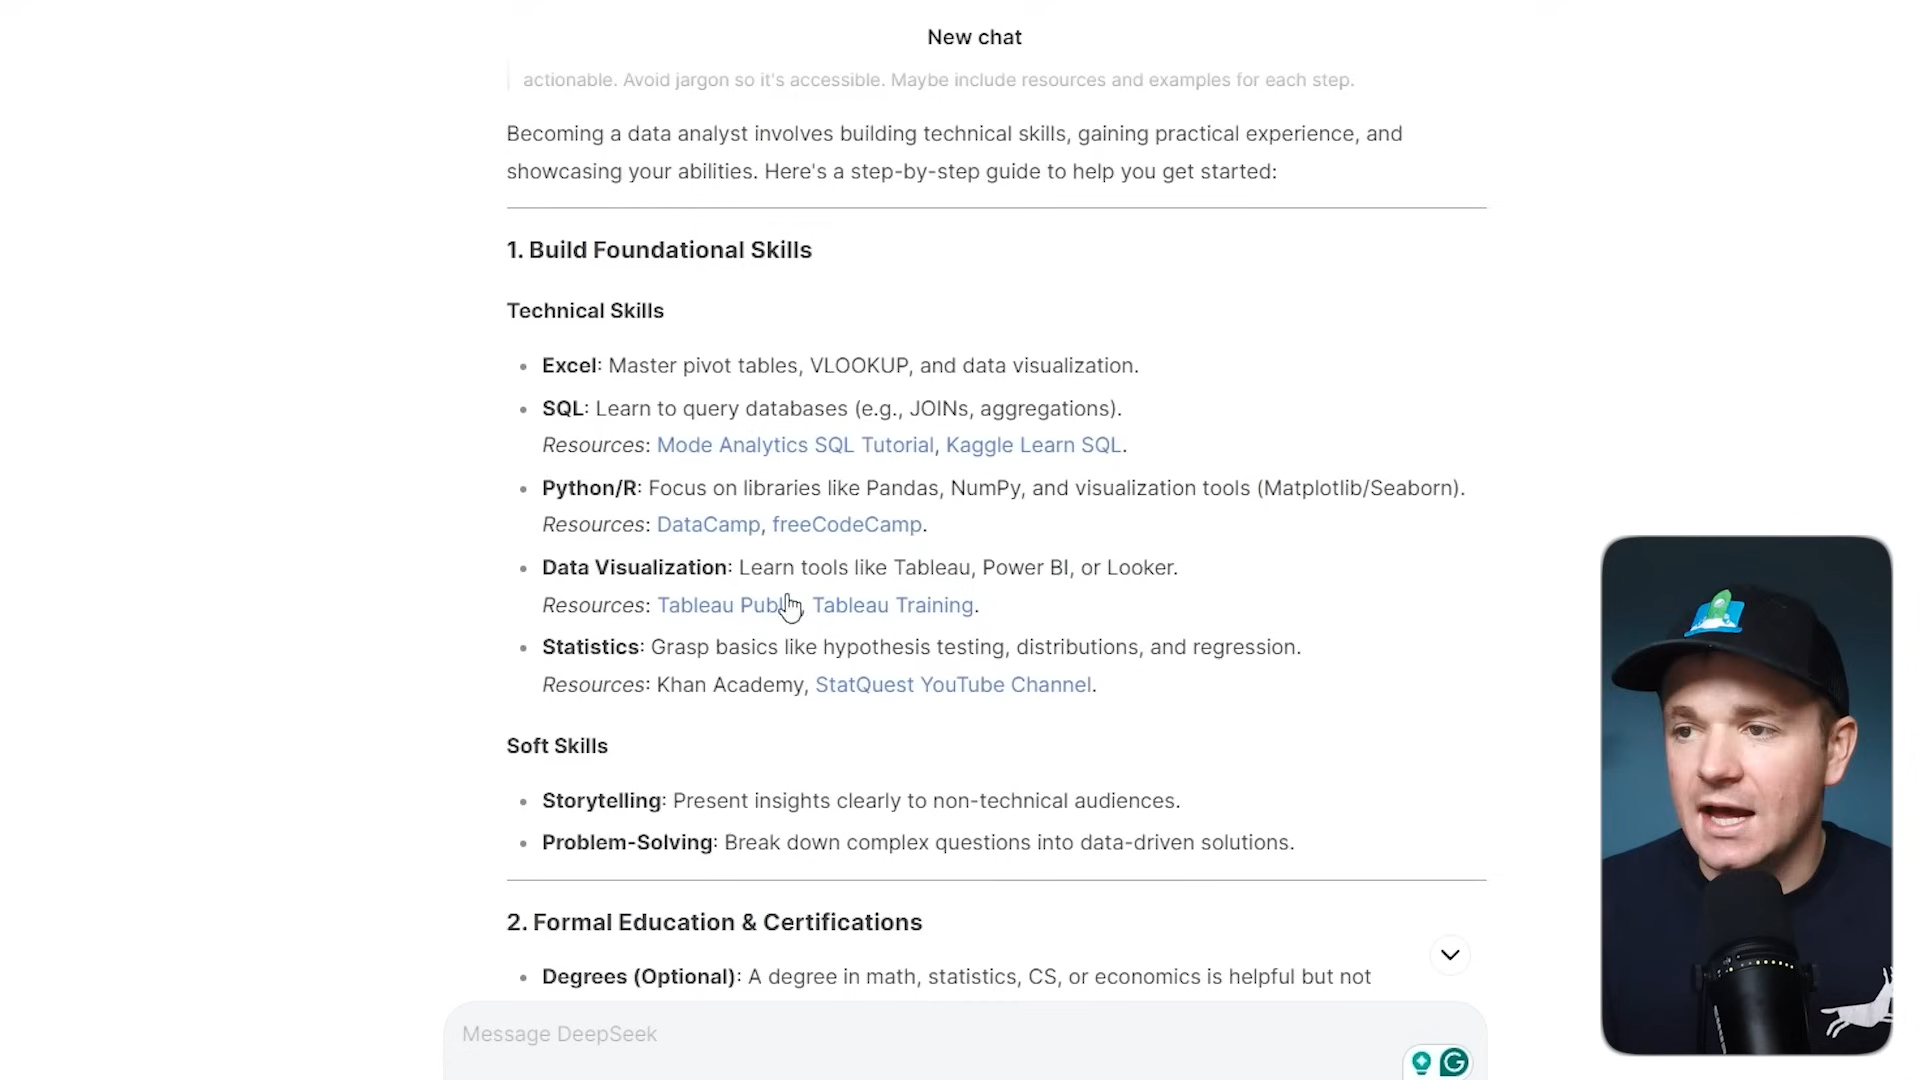 New chat
actionable. Avoid jargon so it's accessible. Maybe include resources and examples for each step.
Becoming a data analyst involves building technical skills, gaining practical experience, and
showcasing your abilities. Here's a step-by-step guide to help you get started:
1. Build Foundational Skills
Technical Skills
• Excel: Master pivot tables, VLOOKUP, and data visualization.
• SQL: Learn to query databases (e.g., JOINs, aggregations).
Resources: Mode Analytics SQL Tutorial, Kaggle Learn SQL.
• Python/R: Focus on libraries like Pandas, NumPy, and visualization tools (Matplotlib/Seaborn).
Resources: DataCamp, freeCodeCamp.
• Data Visualization: Learn tools like Tableau, Power BI, or Looker.
Resources: Tableau Tableau Training.
• Statistics: Grasp basics like hypothesis testing, distributions, and regression.
Resources: Khan Academy, StatQuest YouTube Channel.
Soft Skills
• Storytelling: Present insights clearly to non-technical audiences.
• Problem-Solving: Break down complex questions into data-driven solutions.
2. Formal Education & Certifications
• Degrees (Optional): A degree in math, statistics, CS, or economics is helpful but not
Message DeepSeek